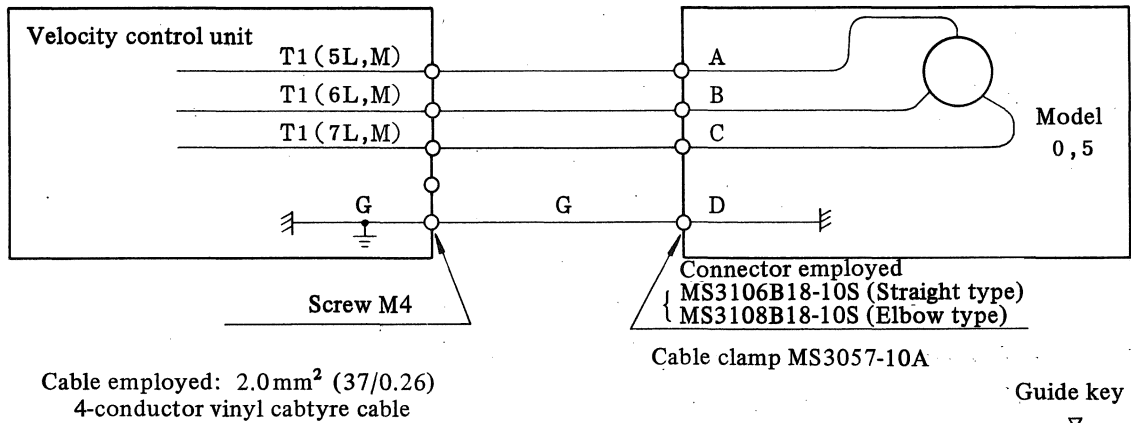 Velocity control unit
T1(5L,M)
A
T1(6L,M)
B
T1(7L,M)
C
Model
0,5
G
G
D
Screw M4
Connector employed
MS3106B18-10S (Straight type)
MS3108B18-10S (Elbow type)
Cable clamp MS3057-10A
Cable employed: 2.0mm² (37/0.26)
4-conductor vinyl cabtyre cable
Guide key